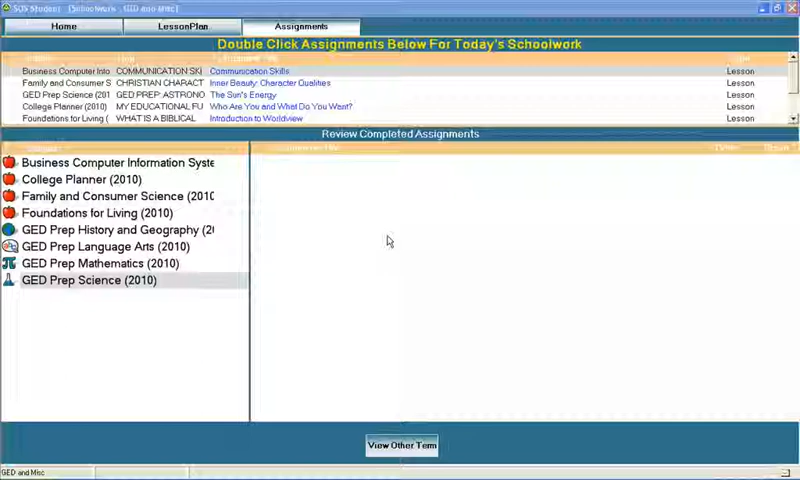 SOS Student - [Schoolwork - GED and Misc]
Home LessonPlan Assignments
Double Click Assignments Below For Today's Schoolwork
Business Computer Info COMMUNICATION SKI Communication Skills Lesson
Family and Consumer S CHRISTIAN CHARACT Inner Beauty: Character Qualities Lesson
GED Prep Science (201 GED PREP: ASTRONO The Sun's Energy Lesson
College Planner (2010) MY EDUCATIONAL FU Who Are You and What Do You Want? Lesson
Foundations for Living ( WHAT IS A BIBLICAL Introduction to Worldview Lesson
Review Completed Assignments
Business Computer Information Syste
College Planner (2010)
Family and Consumer Science (2010
Foundations for Living (2010)
GED Prep History and Geography (20
GED Prep Language Arts (2010)
GED Prep Mathematics (2010)
GED Prep Science (2010)
View Other Term
GED and Misc